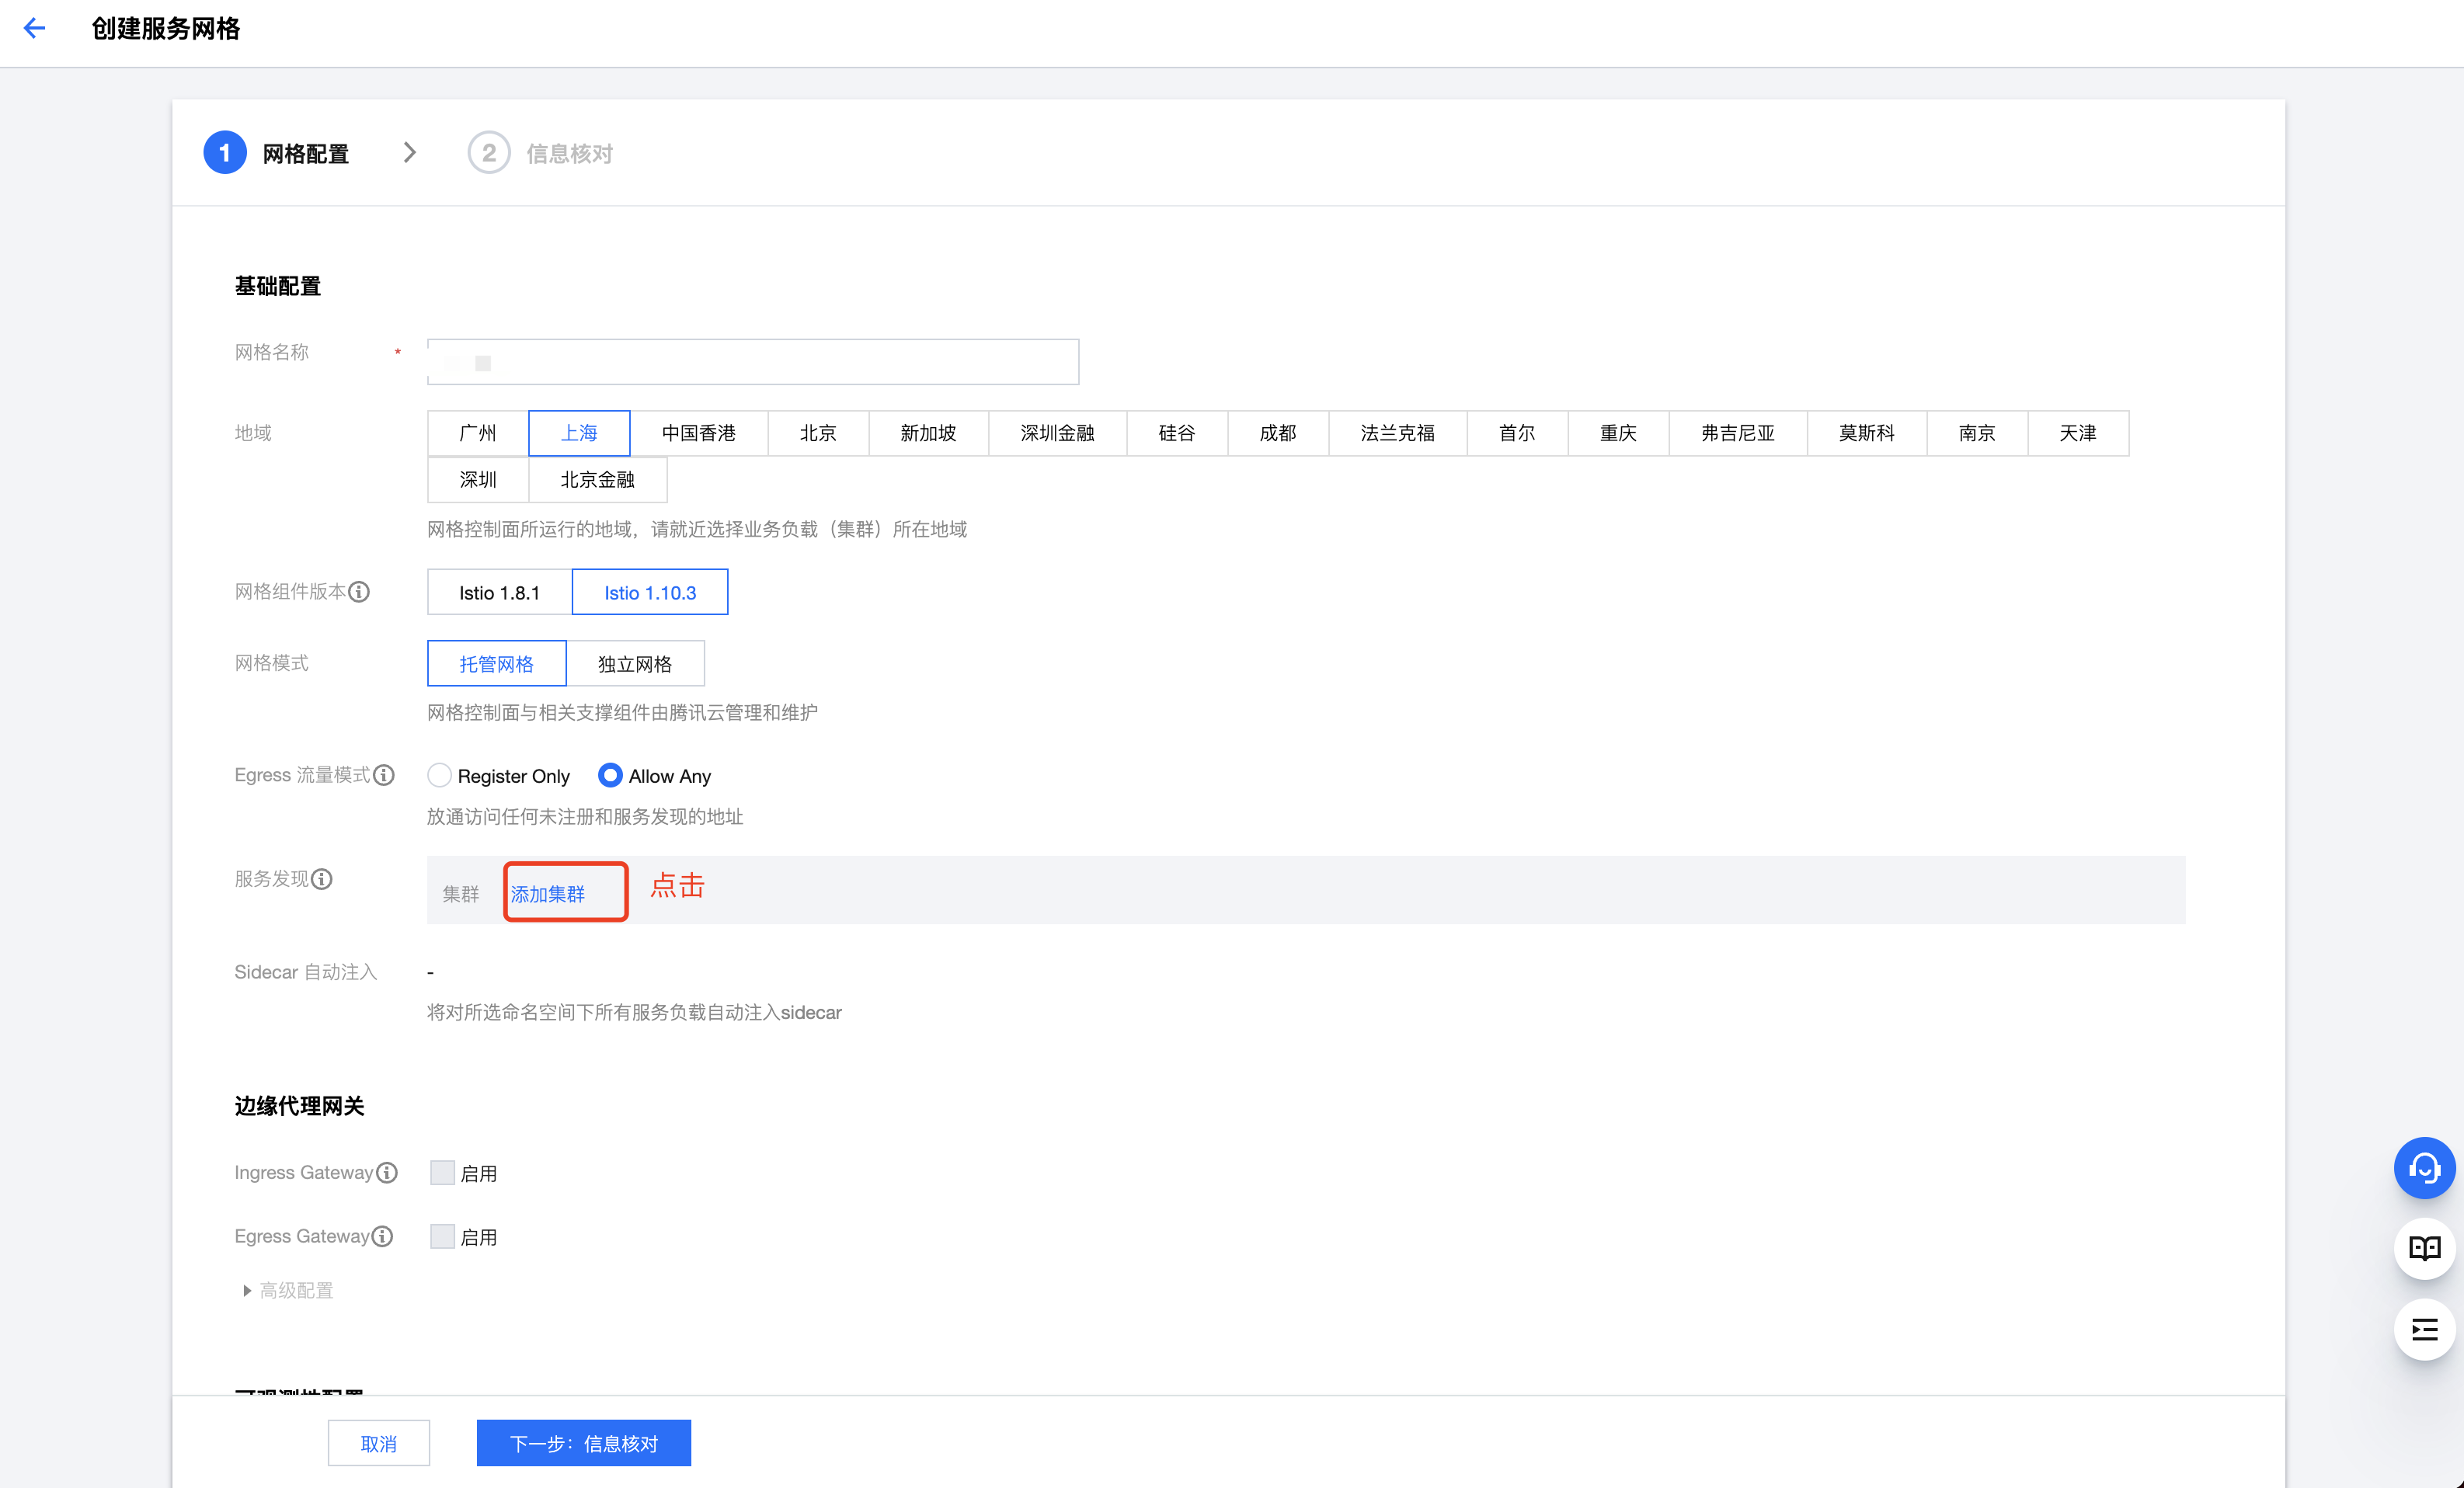 创建服务网格
1 网格配置 2 信息核对
基础配置
网格名称 *
地域 广州 上海 中国香港 北京 新加坡 深圳金融 硅谷 成都 法兰克福 首尔 重庆 弗吉尼亚 莫斯科 南京 天津
深圳 北京金融
网格控制面所运行的地域，请就近选择业务负载（集群）所在地域
网格组件版本 Istio 1.8.1 Istio 1.10.3
网格模式 托管网格 独立网格
网格控制面与相关支撑组件由腾讯云管理和维护
Egress 流量模式 Register Only Allow Any
放通访问任何未注册和服务发现的地址
服务发现 集群 添加集群 点击
Sidecar 自动注入 -
将对所选命名空间下所有服务负载自动注入sidecar
边缘代理网关
Ingress Gateway 启用
Egress Gateway 启用
高级配置
可观测性配置
取消 下一步：信息核对